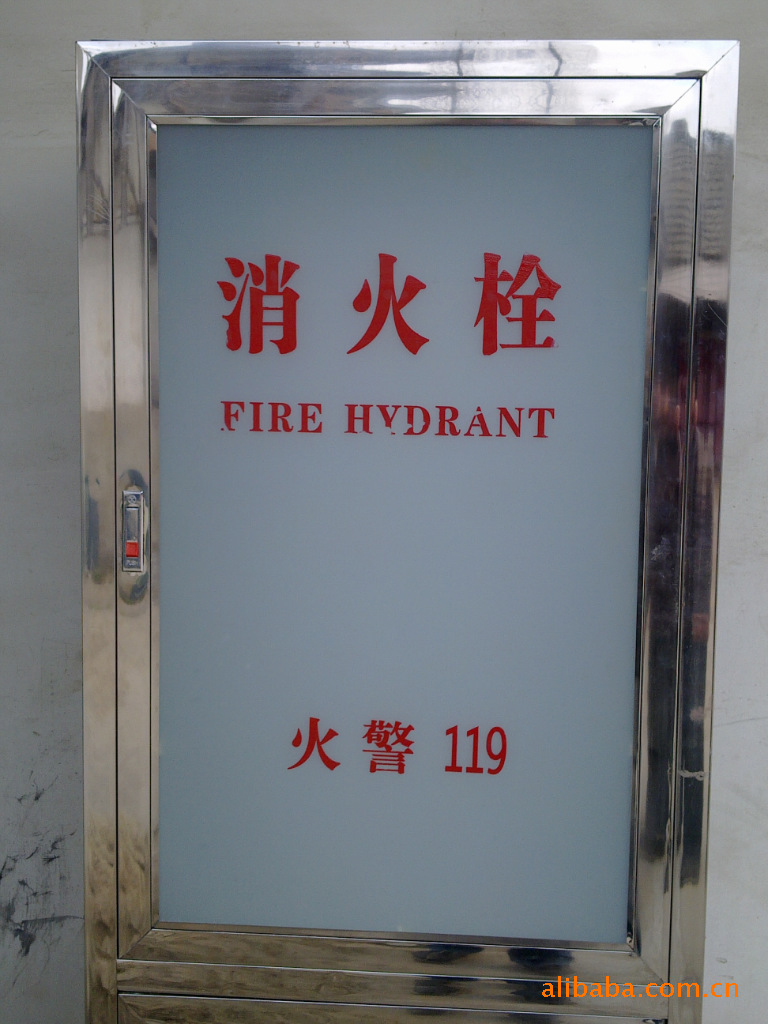 消火栓
FIRE HYDRANT
火警 119
alibaba.com.cn